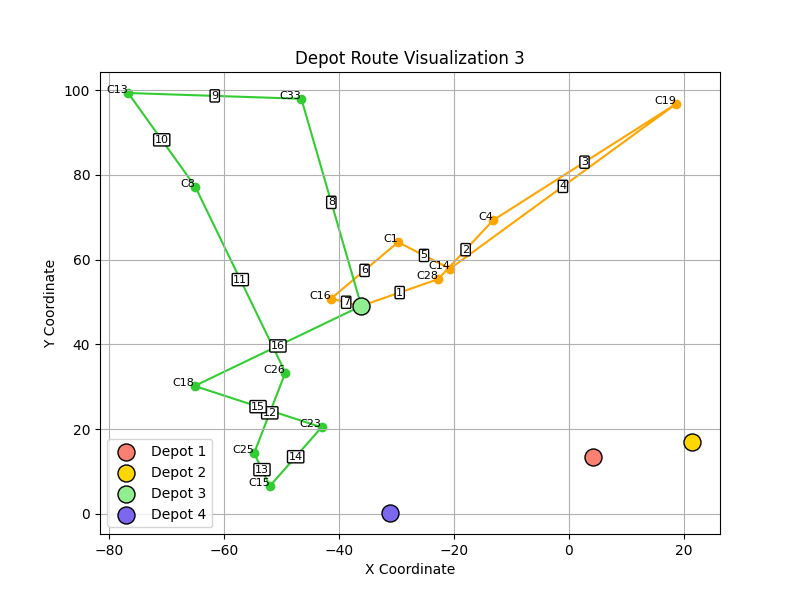 Depot Route Visualization 3
100
80
60
40
20
0
−80
−60
−40
−20
0
20
Y Coordinate
X Coordinate
C13
9
C33
C19
10
3
C8
4
8
C4
C1
2
5
C14
6
C28
11
C16
1
7
16
C26
C18
15
12
C23
C25
14
13
C15
Depot 1
Depot 2
Depot 3
Depot 4